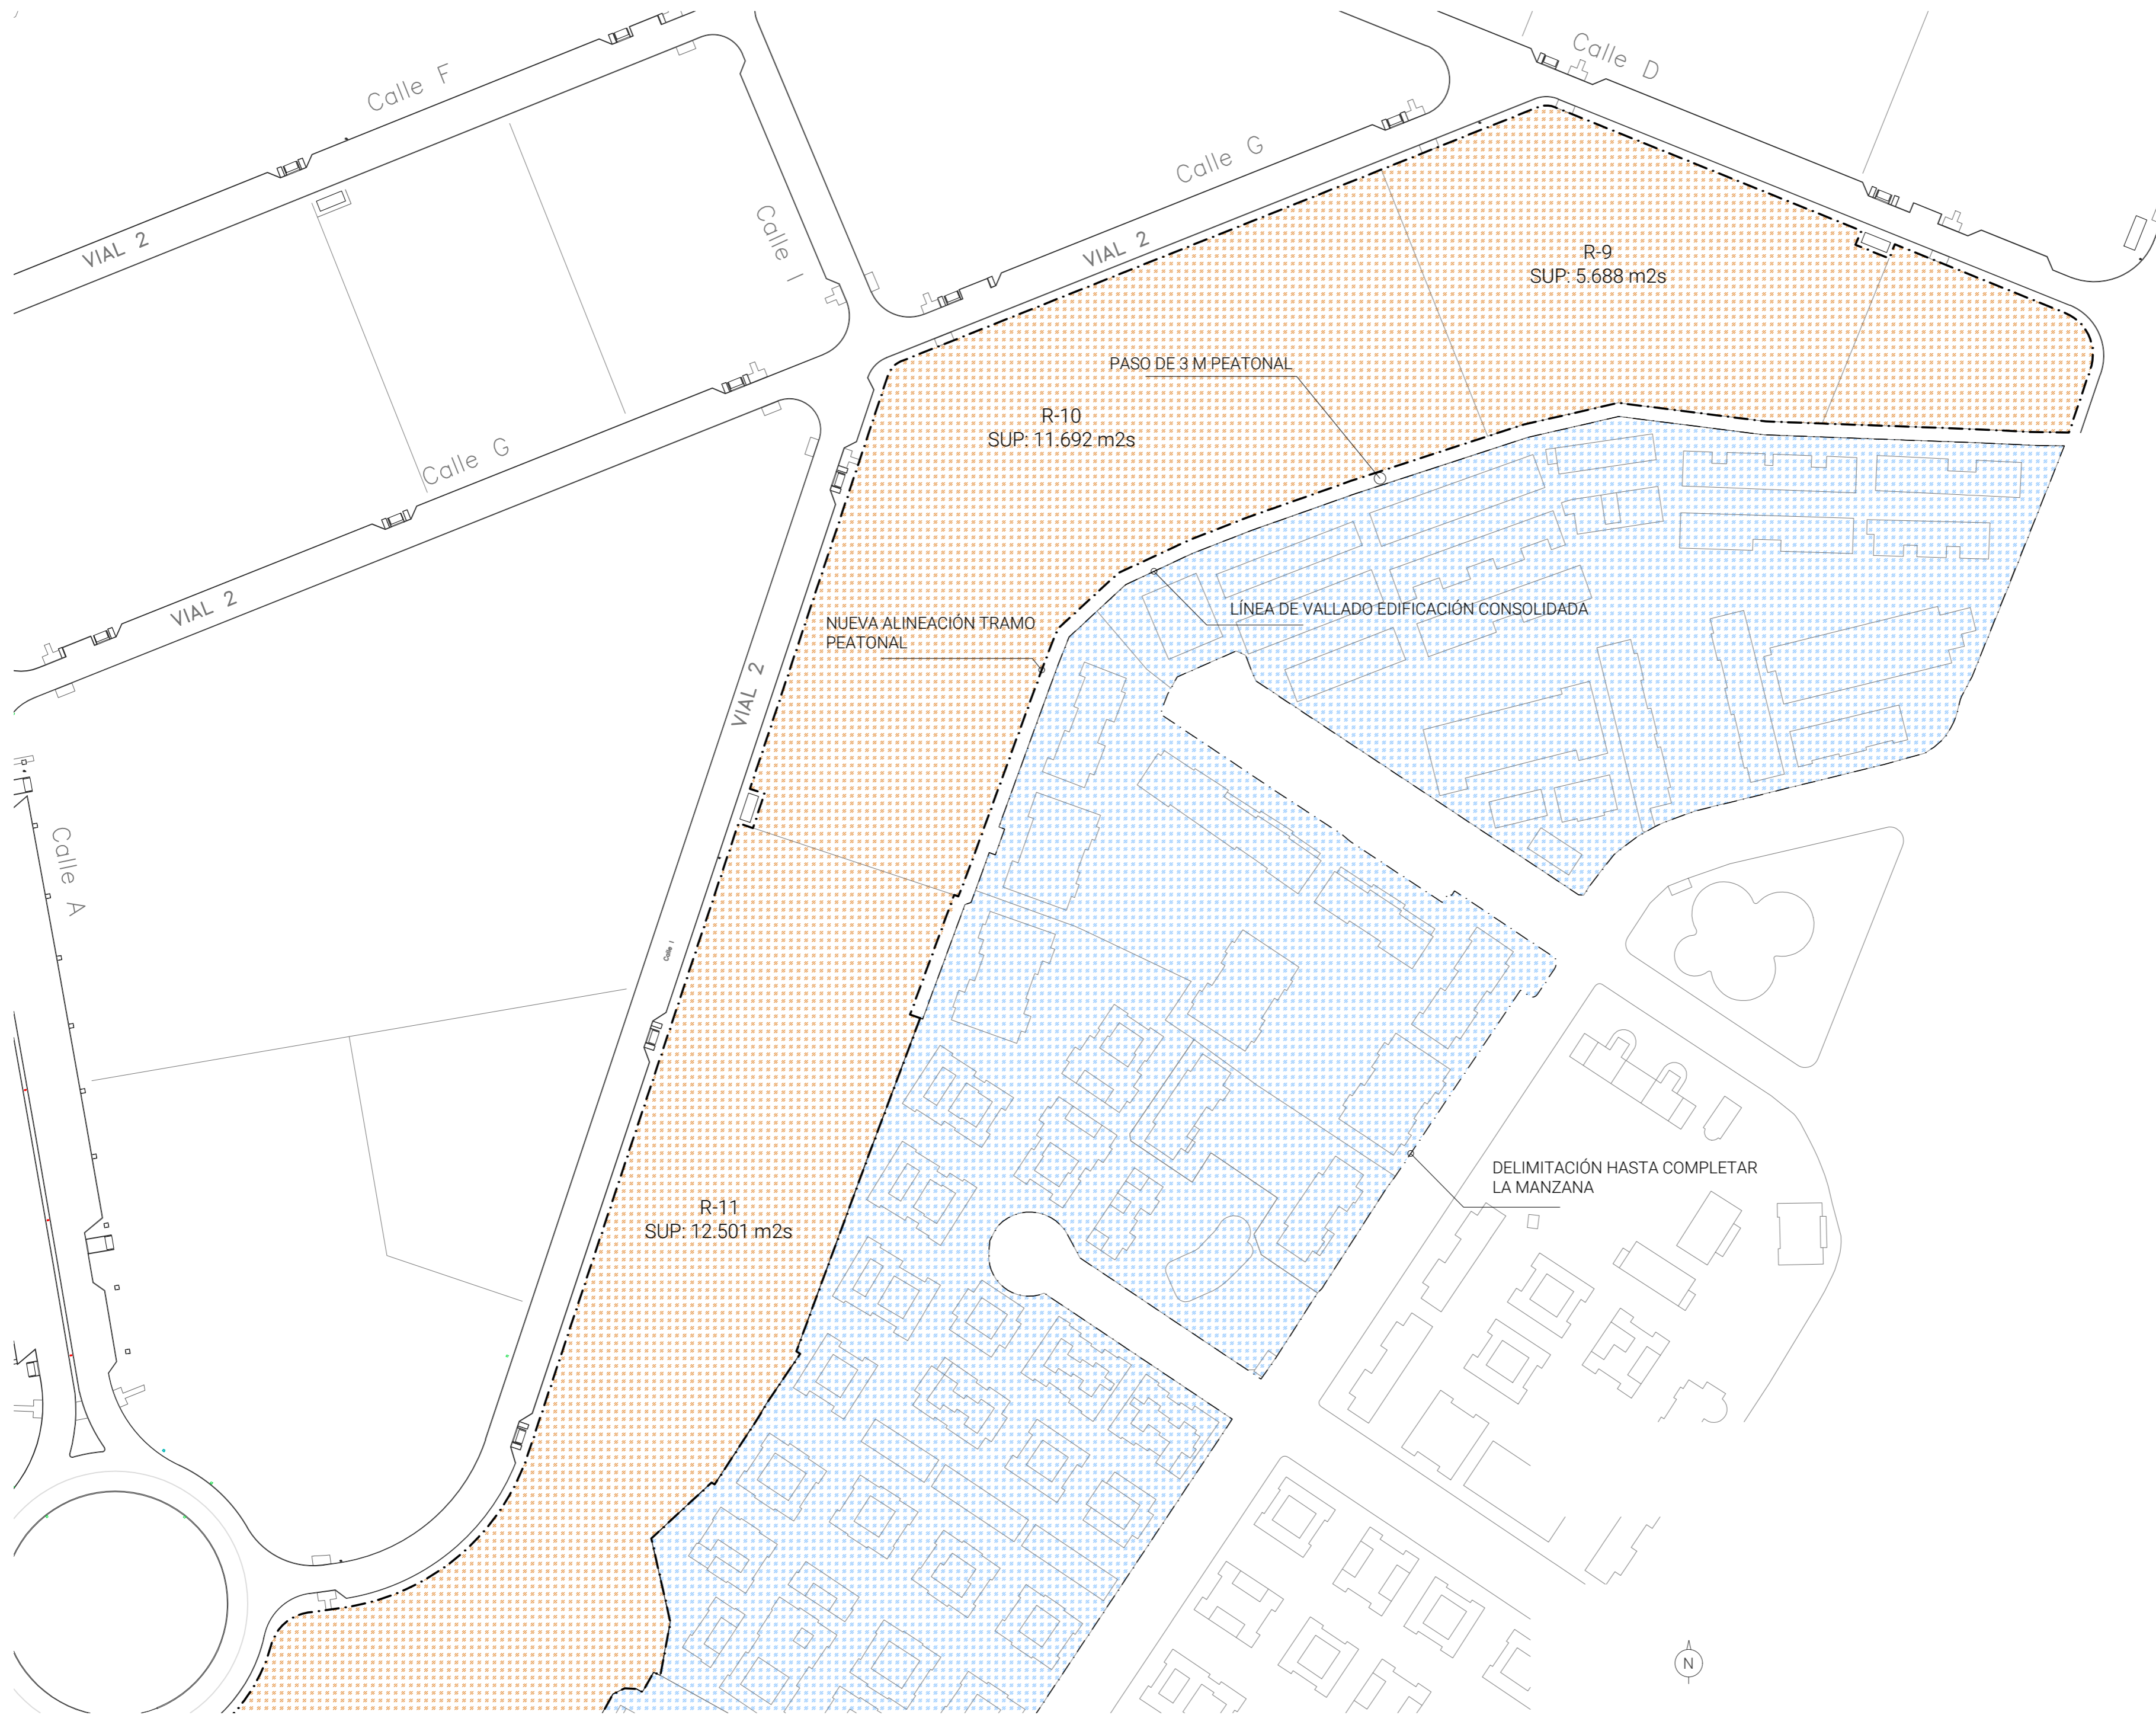 Calle F
Calle D
Calle G
Calle I
VIAL 2
VIAL 2
R-9
SUP: 5.688 m2s
PASO DE 3 M PEATONAL
R-10
SUP: 11.692 m2s
Calle G
VIAL 2
LÍNEA DE VALLADO EDIFICACIÓN CONSOLIDADA
NUEVA ALINEACIÓN TRAMO
PEATONAL
VIAL 2
Calle A
Calle I
DELIMITACIÓN HASTA COMPLETAR
LA MANZANA
R-11
SUP: 12.501 m2s
N